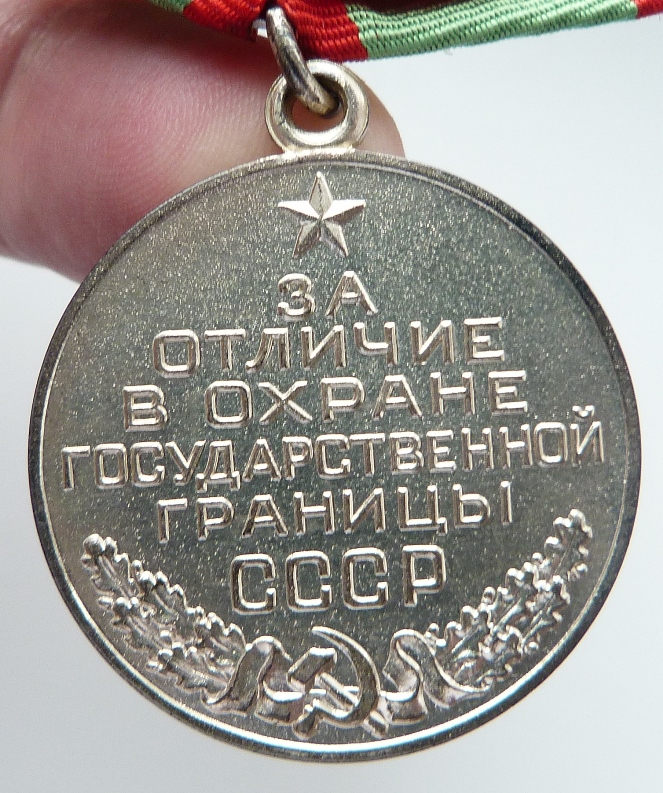 ЗА
ОТЛИЧИЕ
В ОХРАНЕ
ГОСУДАРСТВЕННОЙ
ГРАНИЦЫ
СССР